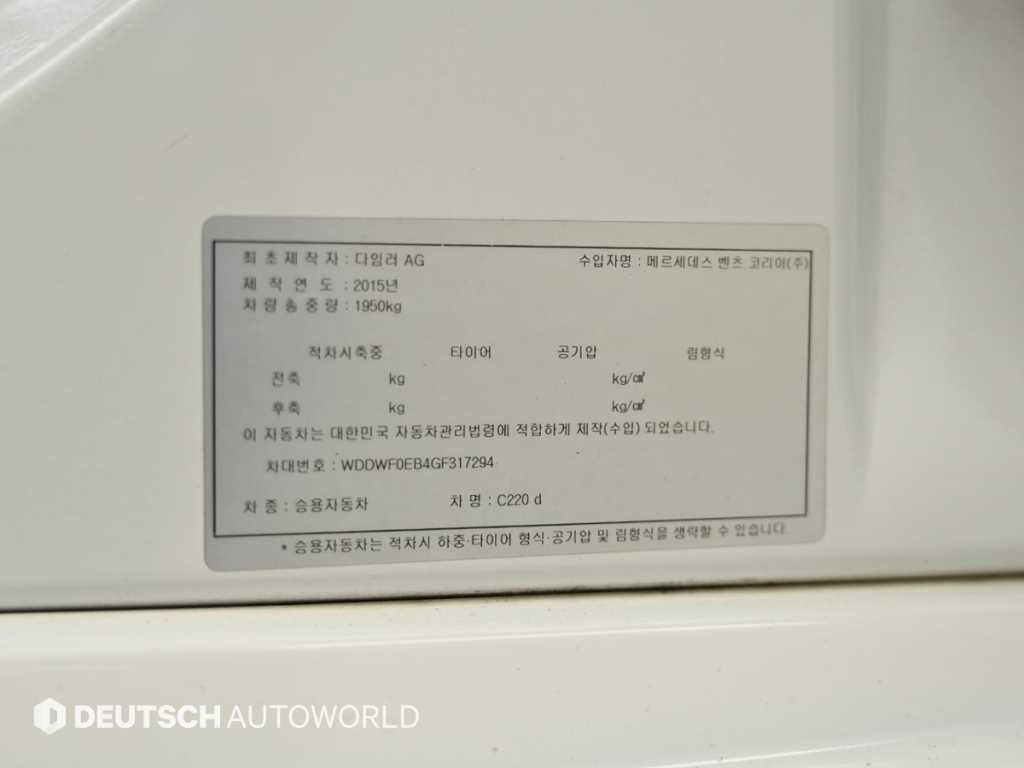 최초제작자 : 다임러 AG 수입자명 : 메르세데스 벤츠 코리아(주)
제 작 연 도 : 2015년
차 량 총 중 량 : 1950kg
적차시축중 타이어 공기압 림형식
전축 kg kg/㎠
후축 kg kg/㎠
이 자동차는 대한민국 자동차관리법령에 적합하게 제작(수입) 되었습니다.
차대번호 : WDDWF0EB4GF317294
차 종 : 승용자동차 차 명 : C220 d
* 승용자동차는 적차시 하중·타이어 형식·공기압 및 림형식을 생략할 수 있습니다.
DEUTSCH AUTOWORLD